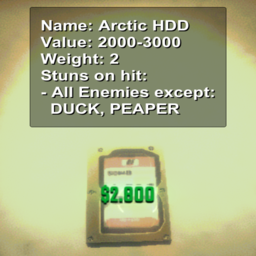 Name: Arctic HDD
Value: 2000-3000
Weight: 2
Stuns on hit:
- All Enemies except:
DUCK, PEAPER
$2,800